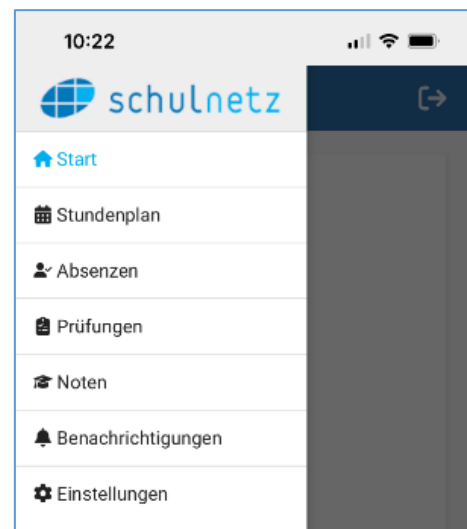 10:22
schulnetz
Start
Stundenplan
Absenzen
Prüfungen
Noten
Benachrichtigungen
Einstellungen